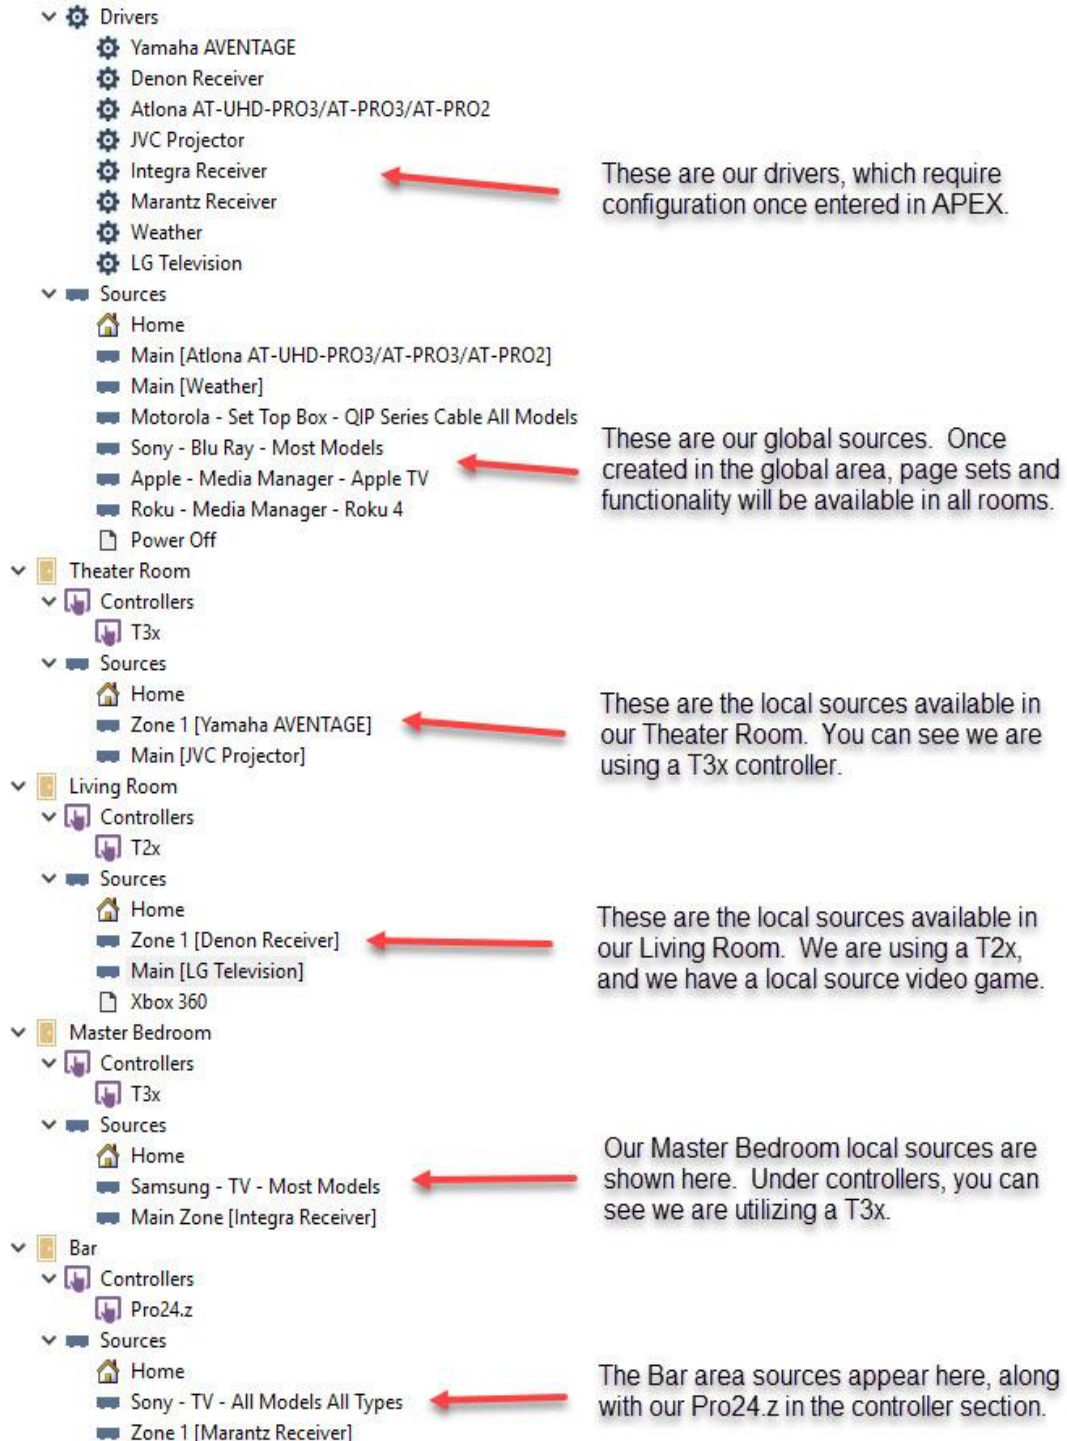 Drivers
Yamaha AVENTAGE
Denon Receiver
Atlona AT-UHD-PRO3/AT-PRO3/AT-PRO2
JVC Projector
Integra Receiver
Marantz Receiver
Weather
LG Television
These are our drivers, which require
configuration once entered in APEX.
Sources
Home
Main [Atlona AT-UHD-PRO3/AT-PRO3/AT-PRO2]
Main [Weather]
Motorola - Set Top Box - QIP Series Cable All Models
Sony - Blu Ray - Most Models
Apple - Media Manager - Apple TV
Roku - Media Manager - Roku 4
Power Off
These are our global sources.  Once
created in the global area, page sets and
functionality will be available in all rooms.
Theater Room
Controllers
T3x
Sources
Home
Zone 1 [Yamaha AVENTAGE]
Main [JVC Projector]
These are the local sources available in
our Theater Room.  You can see we are
using a T3x controller.
Living Room
Controllers
T2x
Sources
Home
Zone 1 [Denon Receiver]
Main [LG Television]
Xbox 360
These are the local sources available in
our Living Room.  We are using a T2x,
and we have a local source video game.
Master Bedroom
Controllers
T3x
Sources
Home
Samsung - TV - Most Models
Main Zone [Integra Receiver]
Our Master Bedroom local sources are
shown here.  Under controllers, you can
see we are utilizing a T3x.
Bar
Controllers
Pro24.z
Sources
Home
Sony - TV - All Models All Types
Zone 1 [Marantz Receiver]
The Bar area sources appear here, along
with our Pro24.z in the controller section.